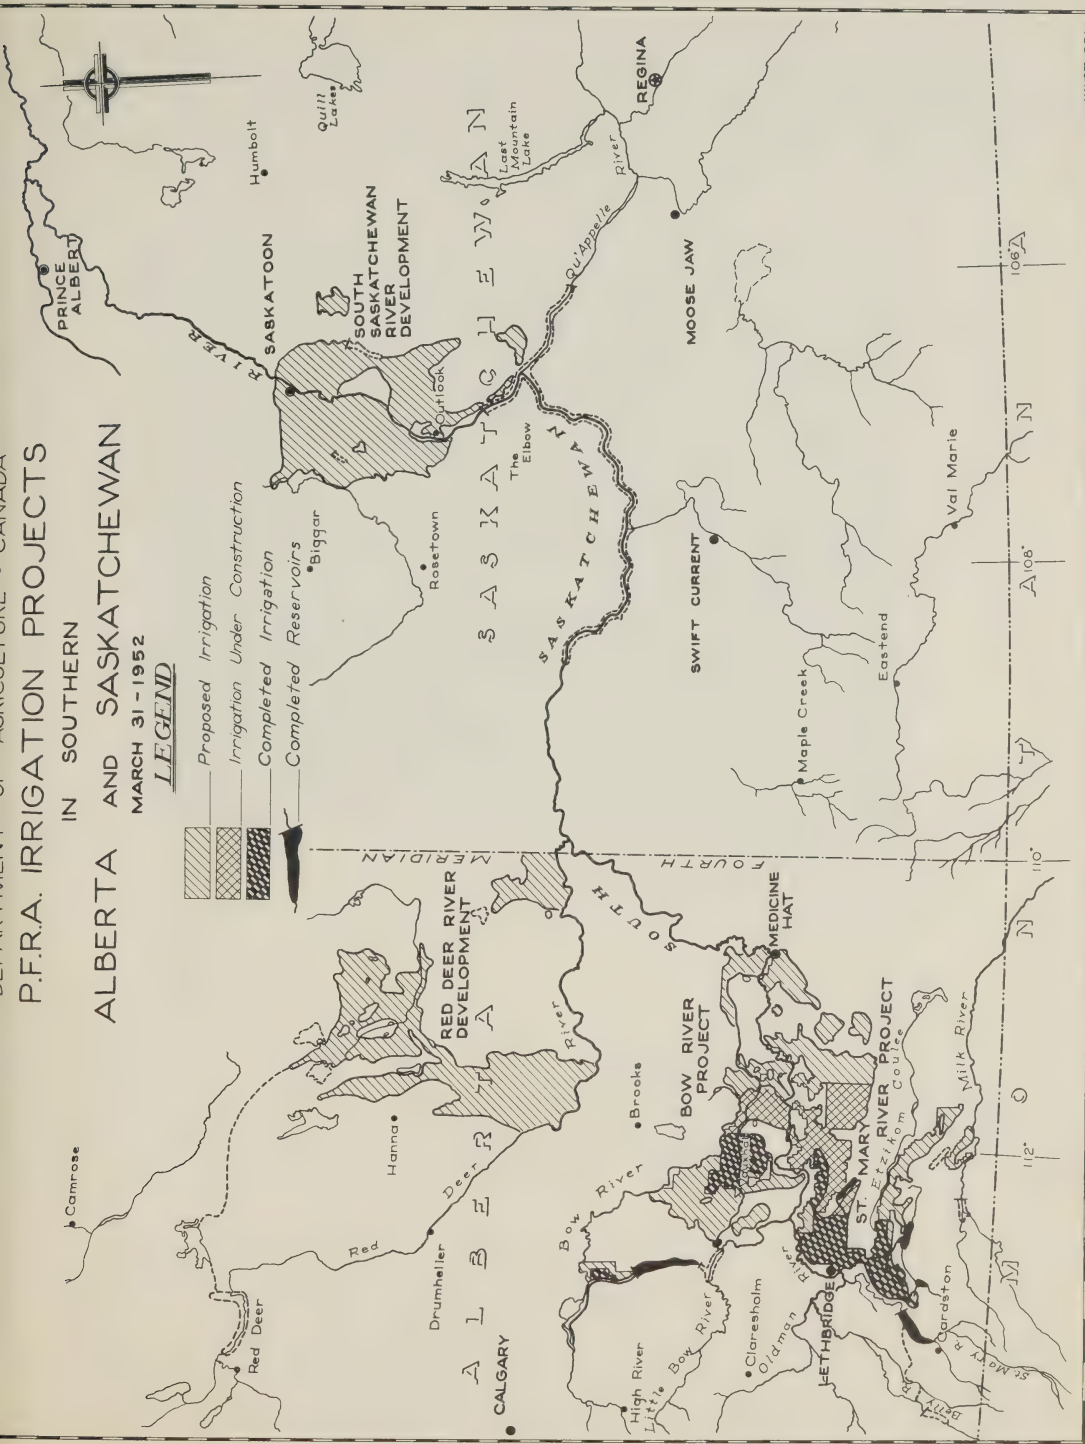 DEPARTMENT OF AGRICULTURE - CANADA
P.F.R.A. IRRIGATION PROJECTS
IN SOUTHERN
ALBERTA AND SASKATCHEWAN
MARCH 31-1952
LEGEND
Proposed Irrigation
Irrigation Under Construction
Completed Irrigation
Completed Reservoirs
PRINCE
ALBERT
Humbolt
Quill
Lakes
SASKATOON
RIVER
SOUTH
SASKATCHEWAN
RIVER
DEVELOPMENT
Outlook
Biggar
Rosetown
The
Elbow
SASKATCHEWAN
Last
Mountain
Lake
REGINA
River
Qu'Appelle
MOOSE JAW
SOUTH
SASKATCHEWAN
SWIFT CURRENT
Maple Creek
Eastend
Val Marie
FOURTH
MERIDIAN
Camrose
Red Deer
Red
Deer
River
Drumheller
Hanna
RED DEER RIVER
DEVELOPMENT
ALBERTA
CALGARY
High River
Little Bow River
Bow
River
Brooks
BOW RIVER
PROJECT
Vauxhall
MEDICINE
HAT
Claresholm
Oldman
River
LETHBRIDGE
ST. MARY
RIVER PROJECT
Etzikom Coulee
Milk River
Cardston
St. Mary R.
Belly R.
MONTANA
112°
110°
108°
106°